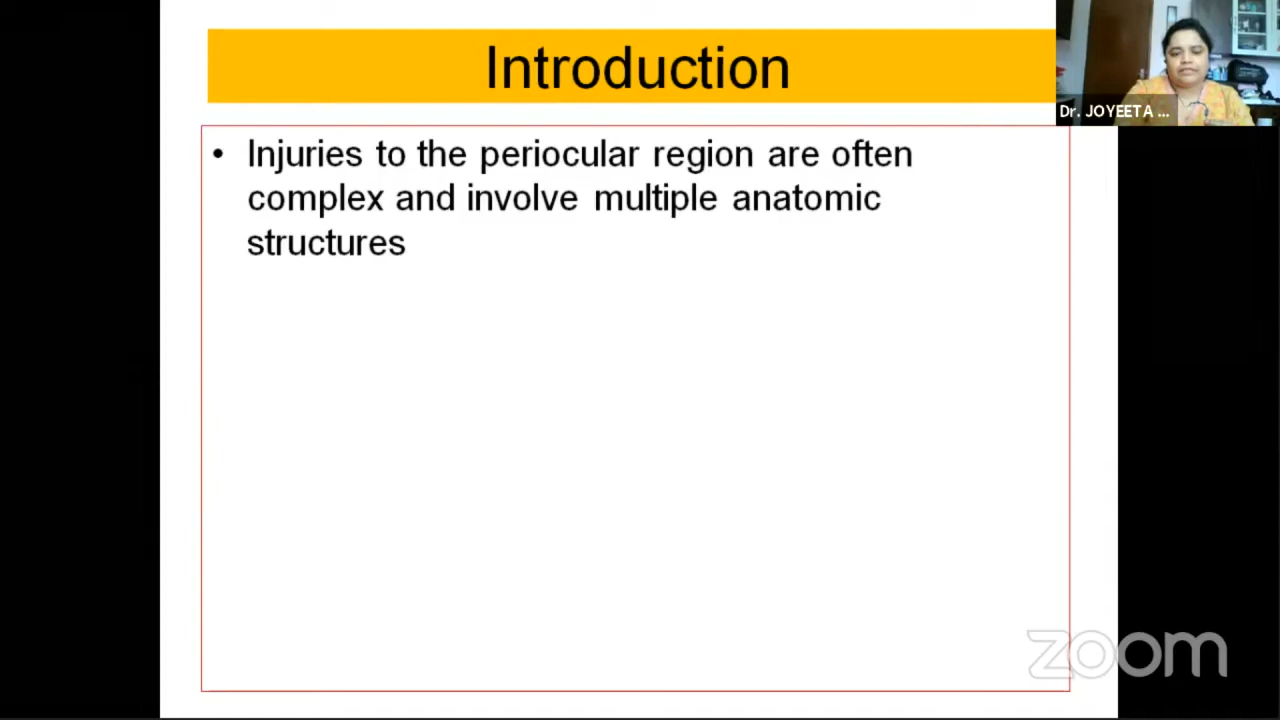 Introduction
Dr. JOYEETA ...
• Injuries to the periocular region are often
complex and involve multiple anatomic
structures
zoom